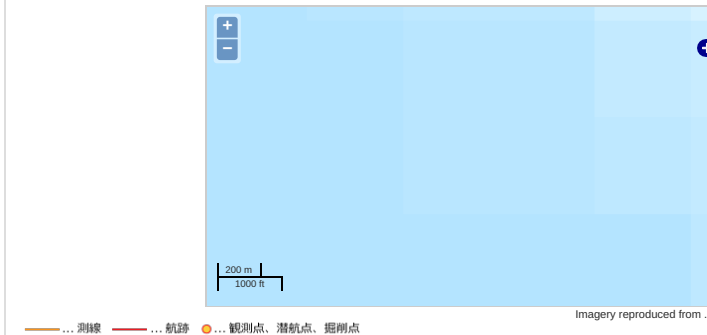 +
−
200 m
1000 ft
Imagery reproduced from .
... 測線 ... 航跡 ... 観測点、潜航点、掘削点